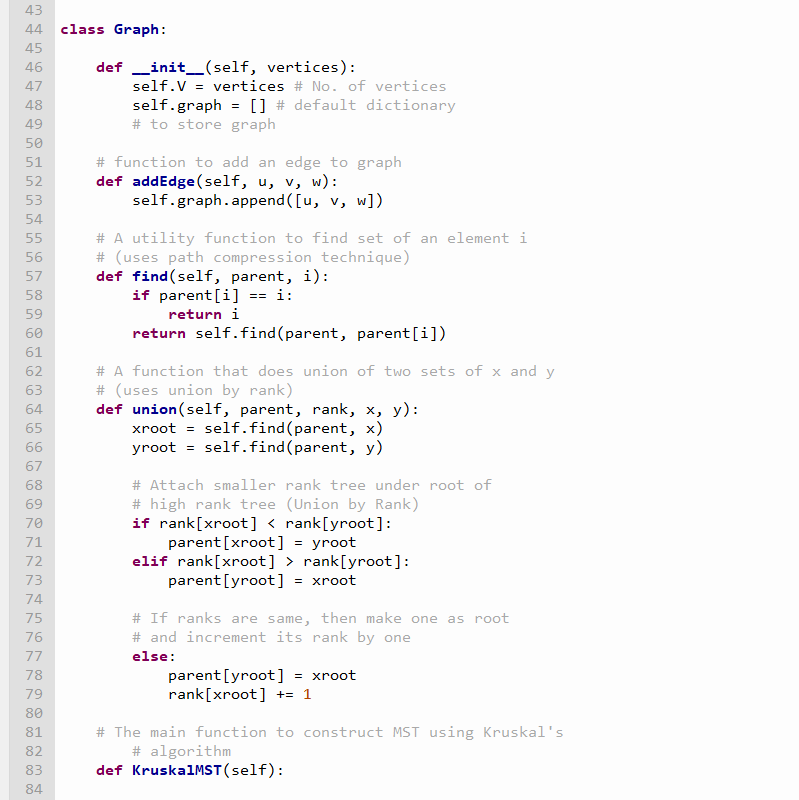 43
44 class Graph:
45
46     def __init__(self, vertices):
47         self.V = vertices # No. of vertices
48         self.graph = [] # default dictionary
49         # to store graph
50
51     # function to add an edge to graph
52     def addEdge(self, u, v, w):
53         self.graph.append([u, v, w])
54
55     # A utility function to find set of an element i
56     # (uses path compression technique)
57     def find(self, parent, i):
58         if parent[i] == i:
59             return i
60         return self.find(parent, parent[i])
61
62     # A function that does union of two sets of x and y
63     # (uses union by rank)
64     def union(self, parent, rank, x, y):
65         xroot = self.find(parent, x)
66         yroot = self.find(parent, y)
67
68         # Attach smaller rank tree under root of
69         # high rank tree (Union by Rank)
70         if rank[xroot] < rank[yroot]:
71             parent[xroot] = yroot
72         elif rank[xroot] > rank[yroot]:
73             parent[yroot] = xroot
74
75         # If ranks are same, then make one as root
76         # and increment its rank by one
77         else:
78             parent[yroot] = xroot
79             rank[xroot] += 1
80
81     # The main function to construct MST using Kruskal's
82         # algorithm
83     def KruskalMST(self):
84